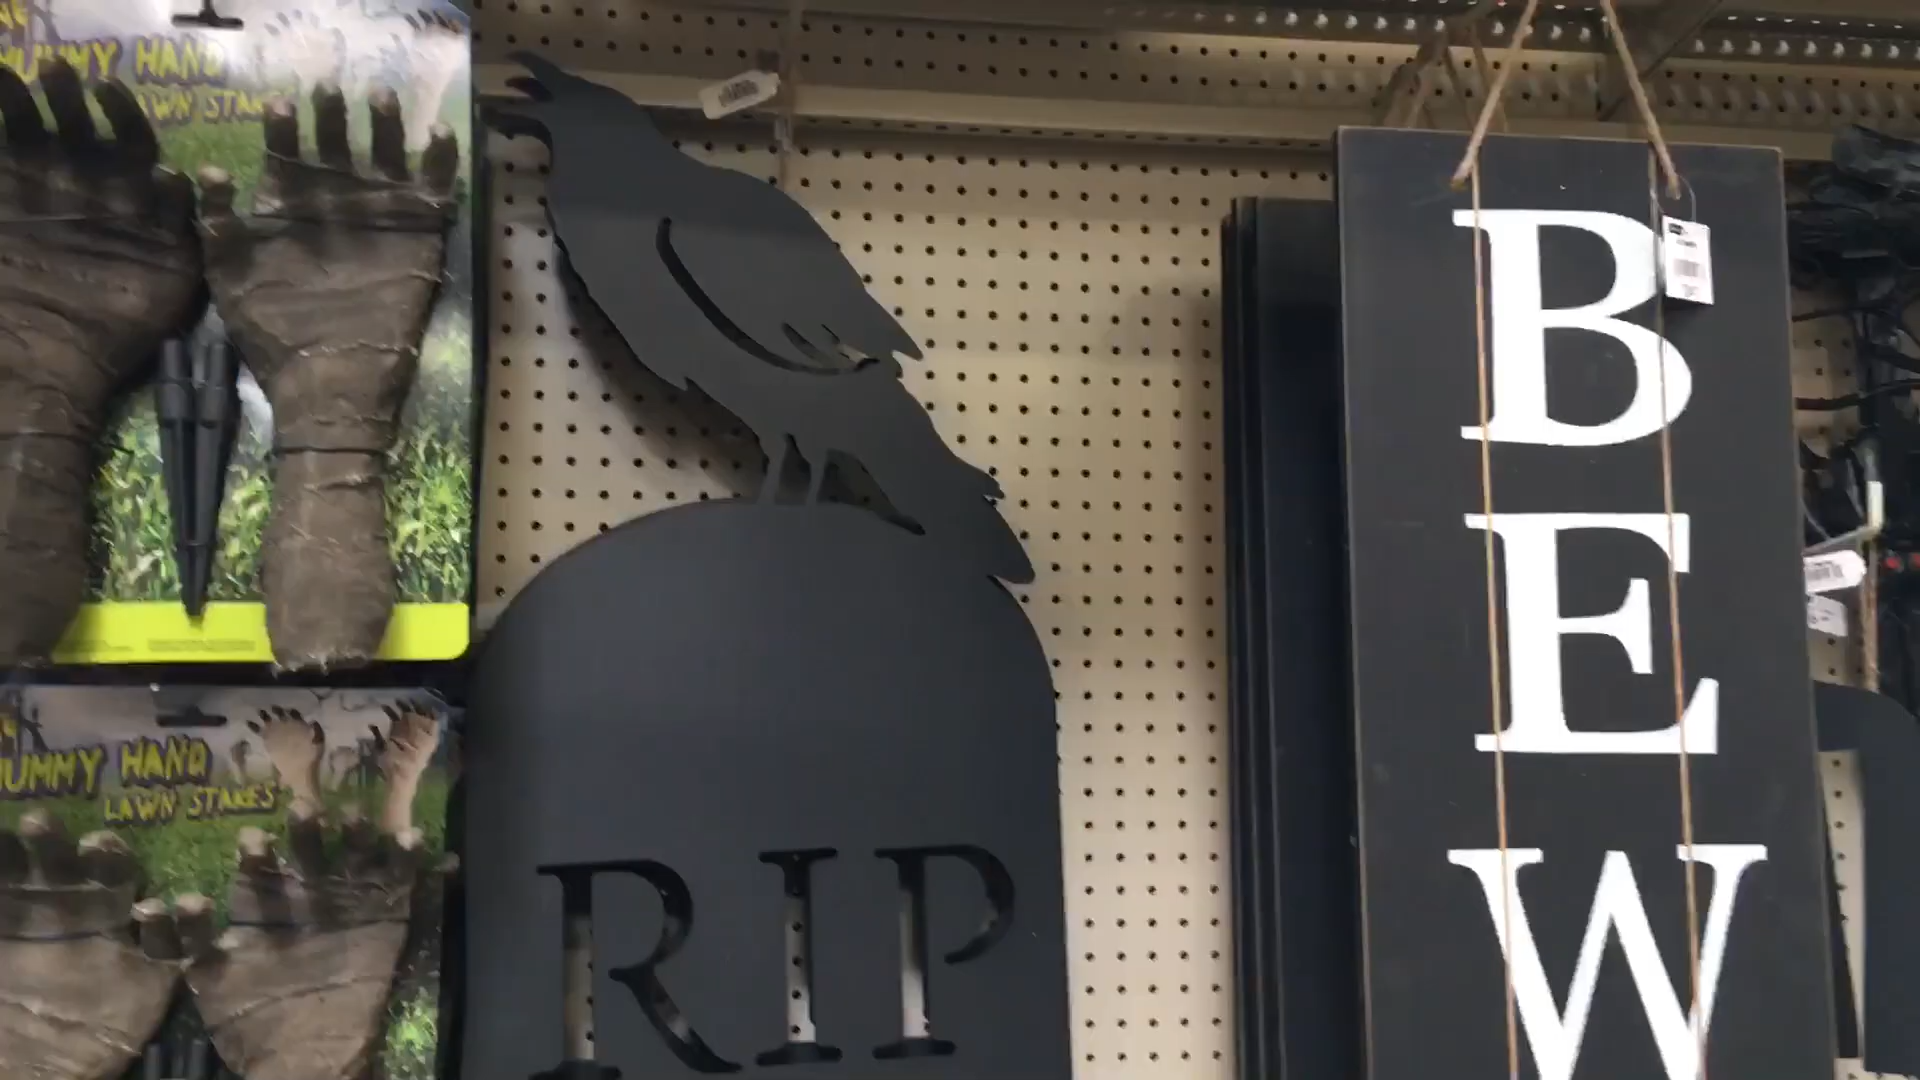 MUMMY HAND
LAWN STAKES
MUMMY HAND
LAWN STAKES
RIP
B
E
W